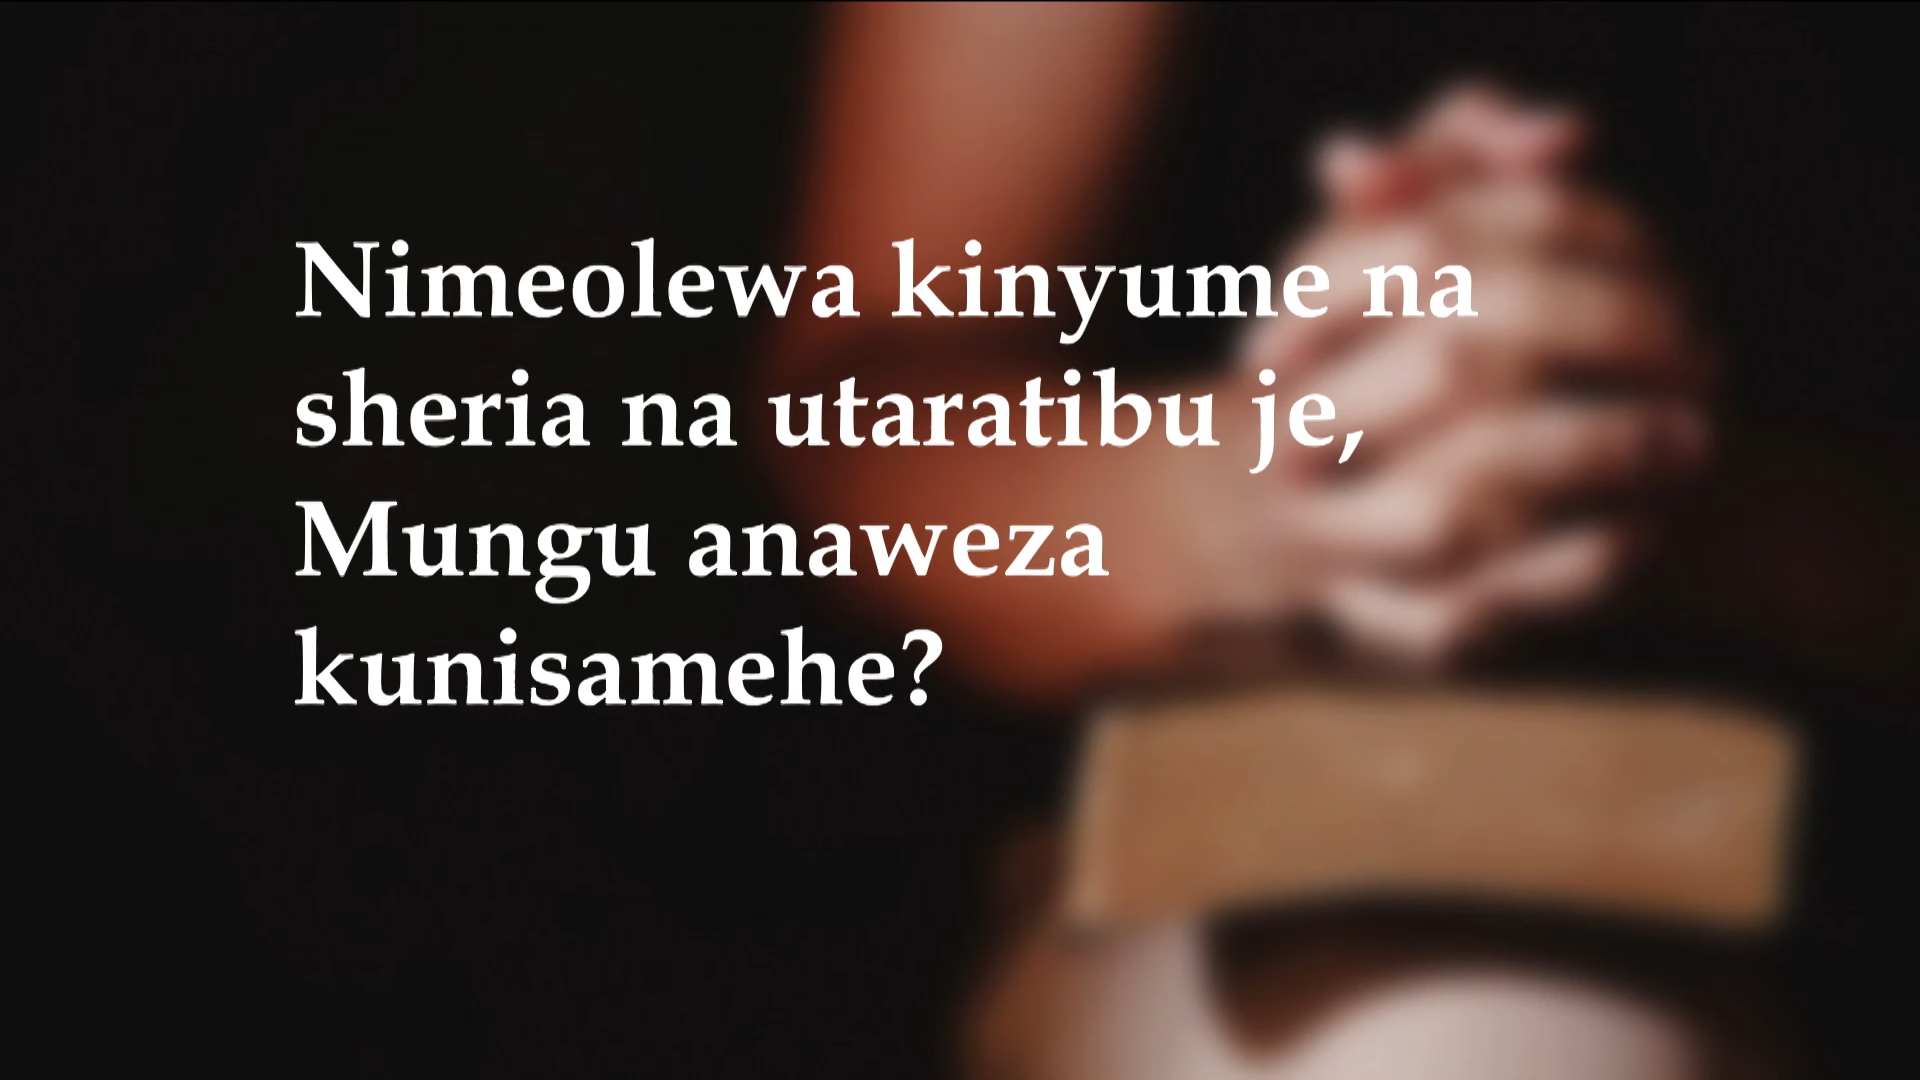 Nimeolewa kinyume na
sheria na utaratibu je,
Mungu anaweza
kunisamehe?